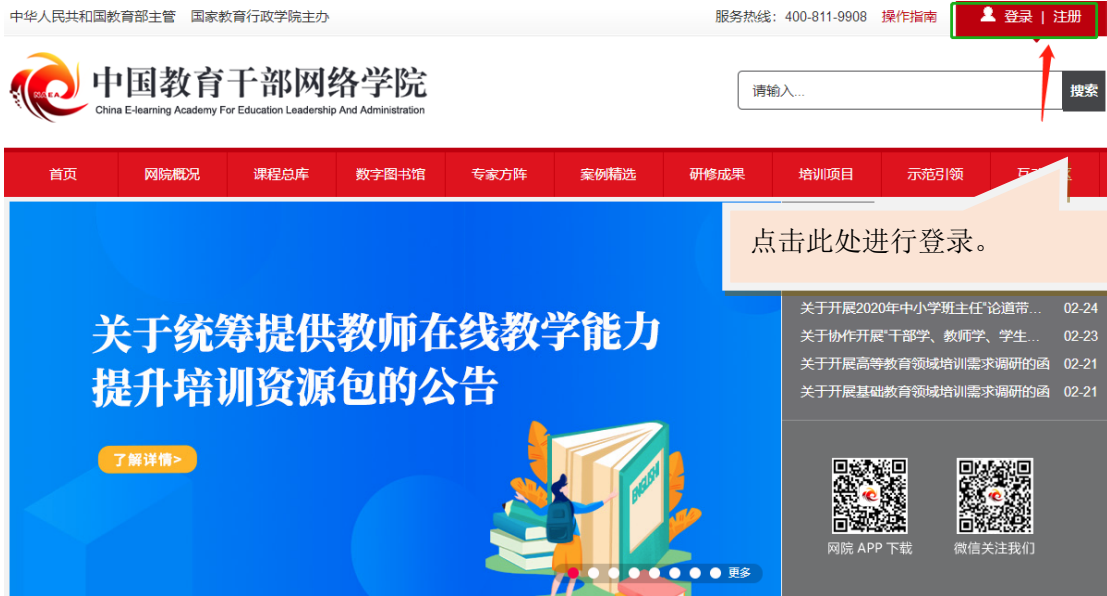 中华人民共和国教育部主管 国家教育行政学院主办
服务热线：400-811-9908 操作指南 登录 | 注册
中国教育干部网络学院
China E-learning Academy For Education Leadership And Administration
请输入...
搜索
首页 网院概况 课程总库 数字图书馆 专家方阵 案例精选 研修成果 培训项目 示范引领
点击此处进行登录。
关于开展2020年中小学班主任“论道带... 02-24
关于协作开展“干部学、教师学、学生... 02-23
关于开展高等教育领域培训需求调研的函 02-21
关于开展基础教育领域培训需求调研的函 02-21
关于统筹提供教师在线教学能力
提升培训资源包的公告
了解详情>
ENGLISH
更多
网院 APP 下载 微信关注我们